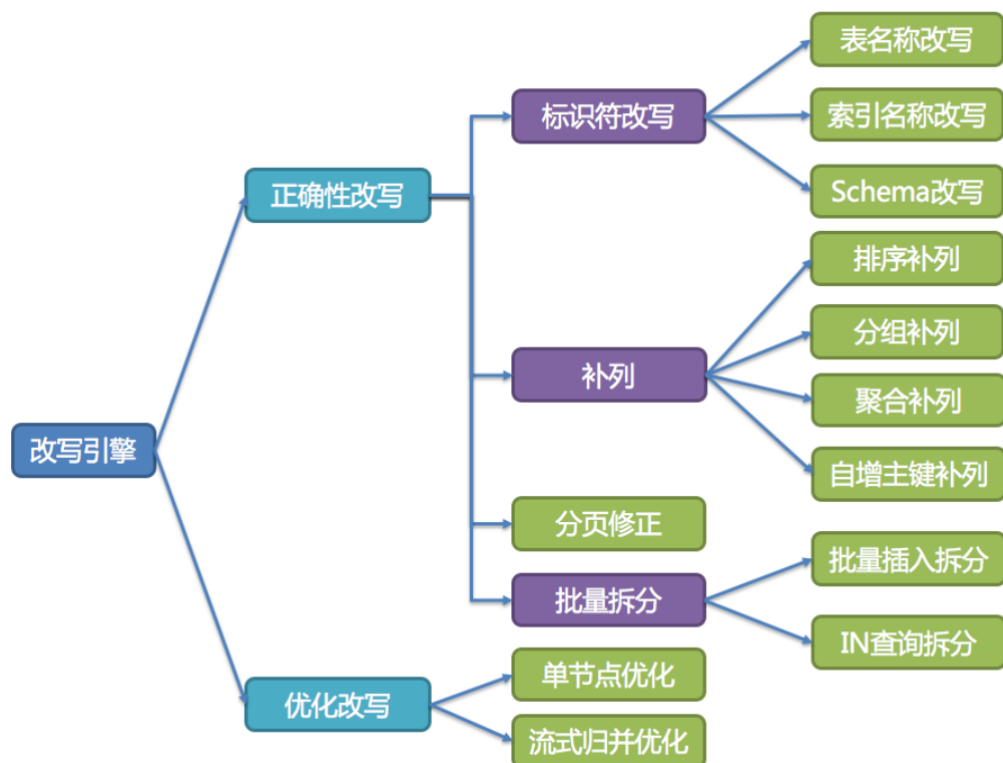 改写引擎
正确性改写
标识符改写
表名称改写
索引名称改写
Schema改写
补列
排序补列
分组补列
聚合补列
自增主键补列
分页修正
批量拆分
批量插入拆分
IN查询拆分
优化改写
单节点优化
流式归并优化